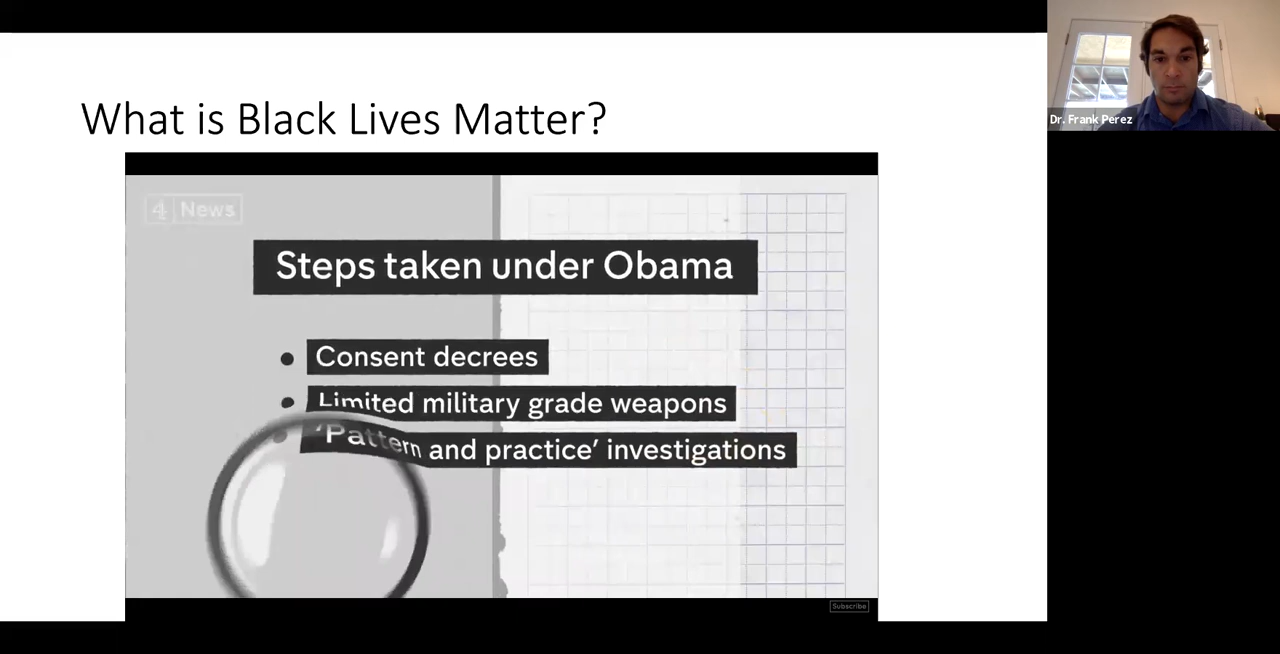 What is Black Lives Matter?
4 News
Steps taken under Obama
Consent decrees
Limited military grade weapons
'Pattern and practice' investigations
Subscribe
Dr. Frank Perez